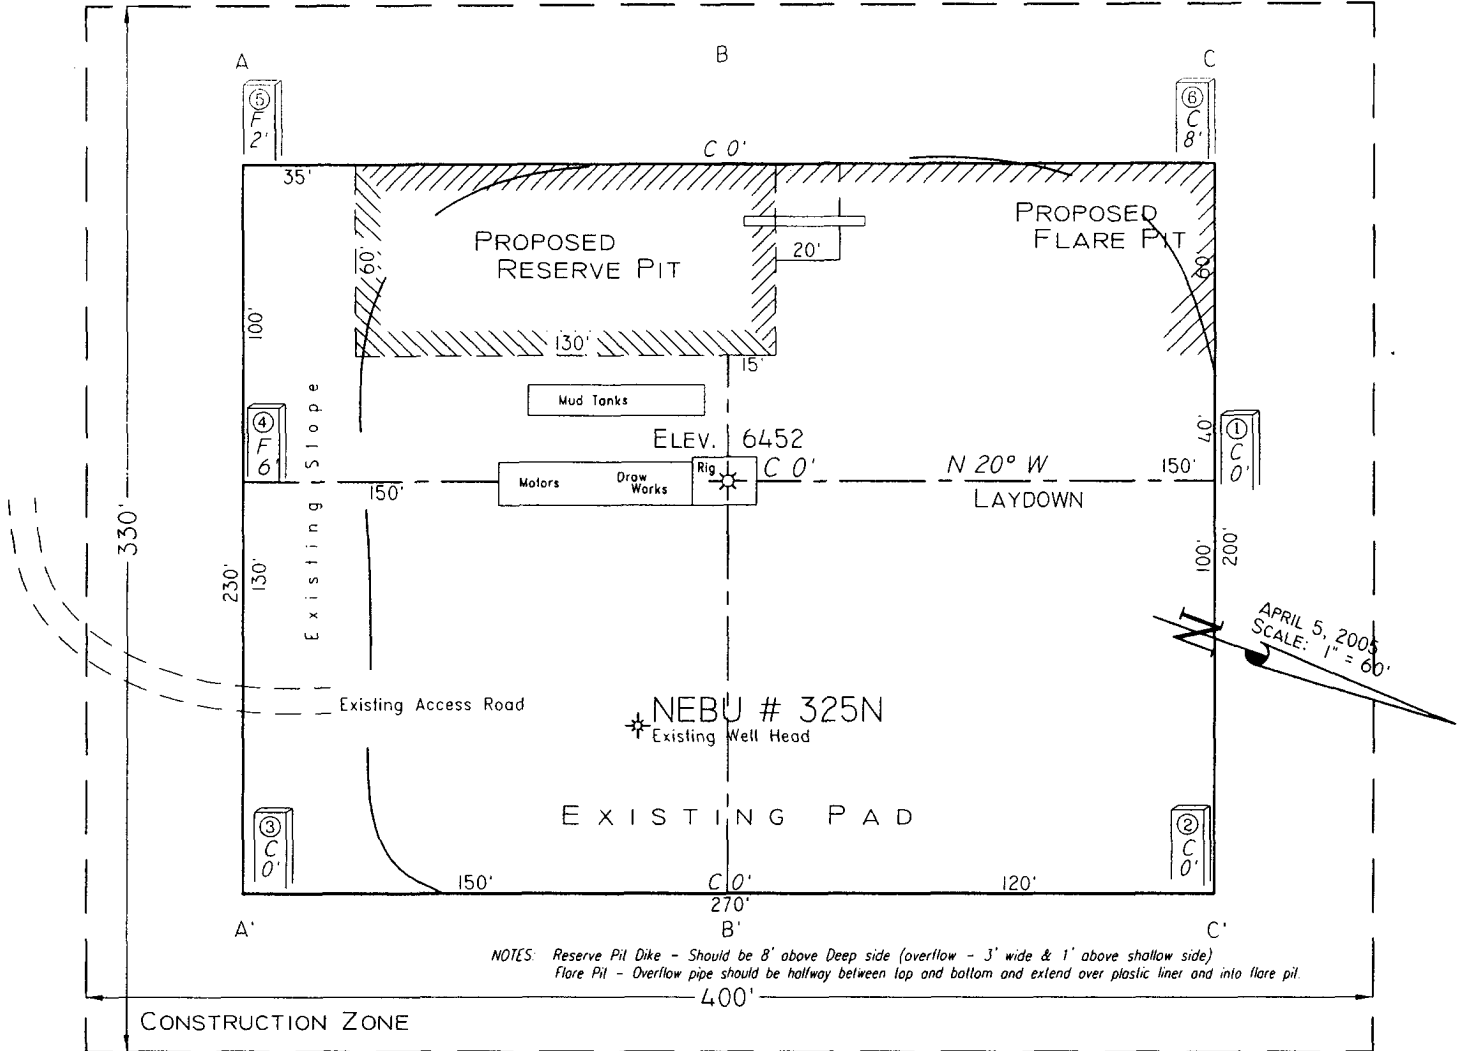 A
B
C
⑤
F
2'
⑥
C
8'
C 0'
35'
PROPOSED
RESERVE PIT
20'
PROPOSED
FLARE PIT
60'
60'
100'
130'
15'
Mud Tanks
④
F
6'
ELEV. 6452
①
C
0'
40'
Rig
C 0'
N 20° W
150'
Motors
Draw
Works
150'
LAYDOWN
Existing Slope
330'
230'
130'
100'
200'
N
APRIL 5, 2005
SCALE: 1" = 60'
Existing Access Road
NEBU # 325N
Existing Well Head
EXISTING PAD
③
C
0'
②
C
0'
150'
C 0'
120'
270'
A'
B'
C'
NOTES: Reserve Pit Dike - Should be 8' above Deep side (overflow - 3' wide & 1' above shallow side)
Flare Pit - Overflow pipe should be halfway between top and bottom and extend over plastic liner and into flare pit.
400'
CONSTRUCTION ZONE